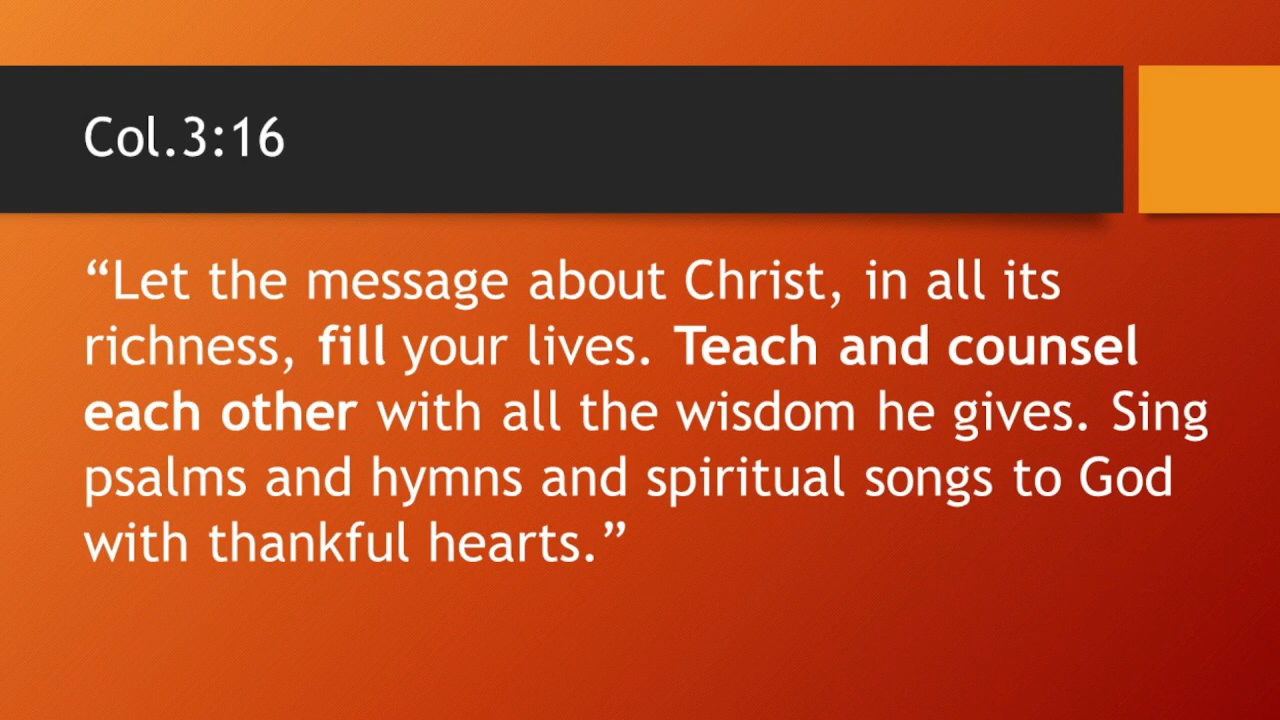 Col.3:16
“Let the message about Christ, in all its
richness, fill your lives. Teach and counsel
each other with all the wisdom he gives. Sing
psalms and hymns and spiritual songs to God
with thankful hearts.”